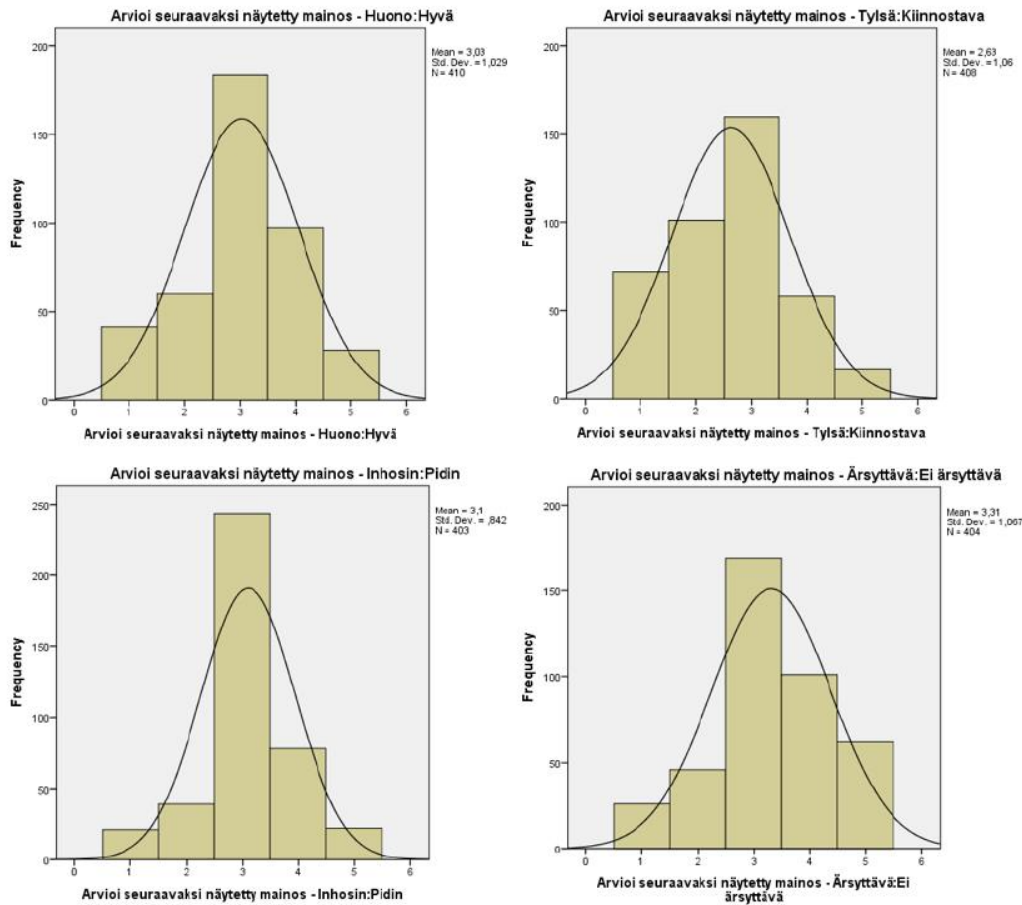 Arvioi seuraavaksi näytetty mainos - Huono:Hyvä
Mean = 3,03
Std. Dev. = 1,029
N = 410
200
150
100
50
0
Frequency
0 1 2 3 4 5 6
Arvioi seuraavaksi näytetty mainos - Huono:Hyvä
Arvioi seuraavaksi näytetty mainos - Tylsä:Kiinnostava
Mean = 2,63
Std. Dev. = 1,06
N = 408
200
150
100
50
0
Frequency
0 1 2 3 4 5 6
Arvioi seuraavaksi näytetty mainos - Tylsä:Kiinnostava
Arvioi seuraavaksi näytetty mainos - Inhosin:Pidin
Mean = 3,1
Std. Dev. = ,842
N = 403
250
200
150
100
50
0
Frequency
0 1 2 3 4 5 6
Arvioi seuraavaksi näytetty mainos - Inhosin:Pidin
Arvioi seuraavaksi näytetty mainos - Ärsyttävä:Ei ärsyttävä
Mean = 3,31
Std. Dev. = 1,067
N = 404
200
150
100
50
0
Frequency
0 1 2 3 4 5 6
Arvioi seuraavaksi näytetty mainos - Ärsyttävä:Ei
ärsyttävä